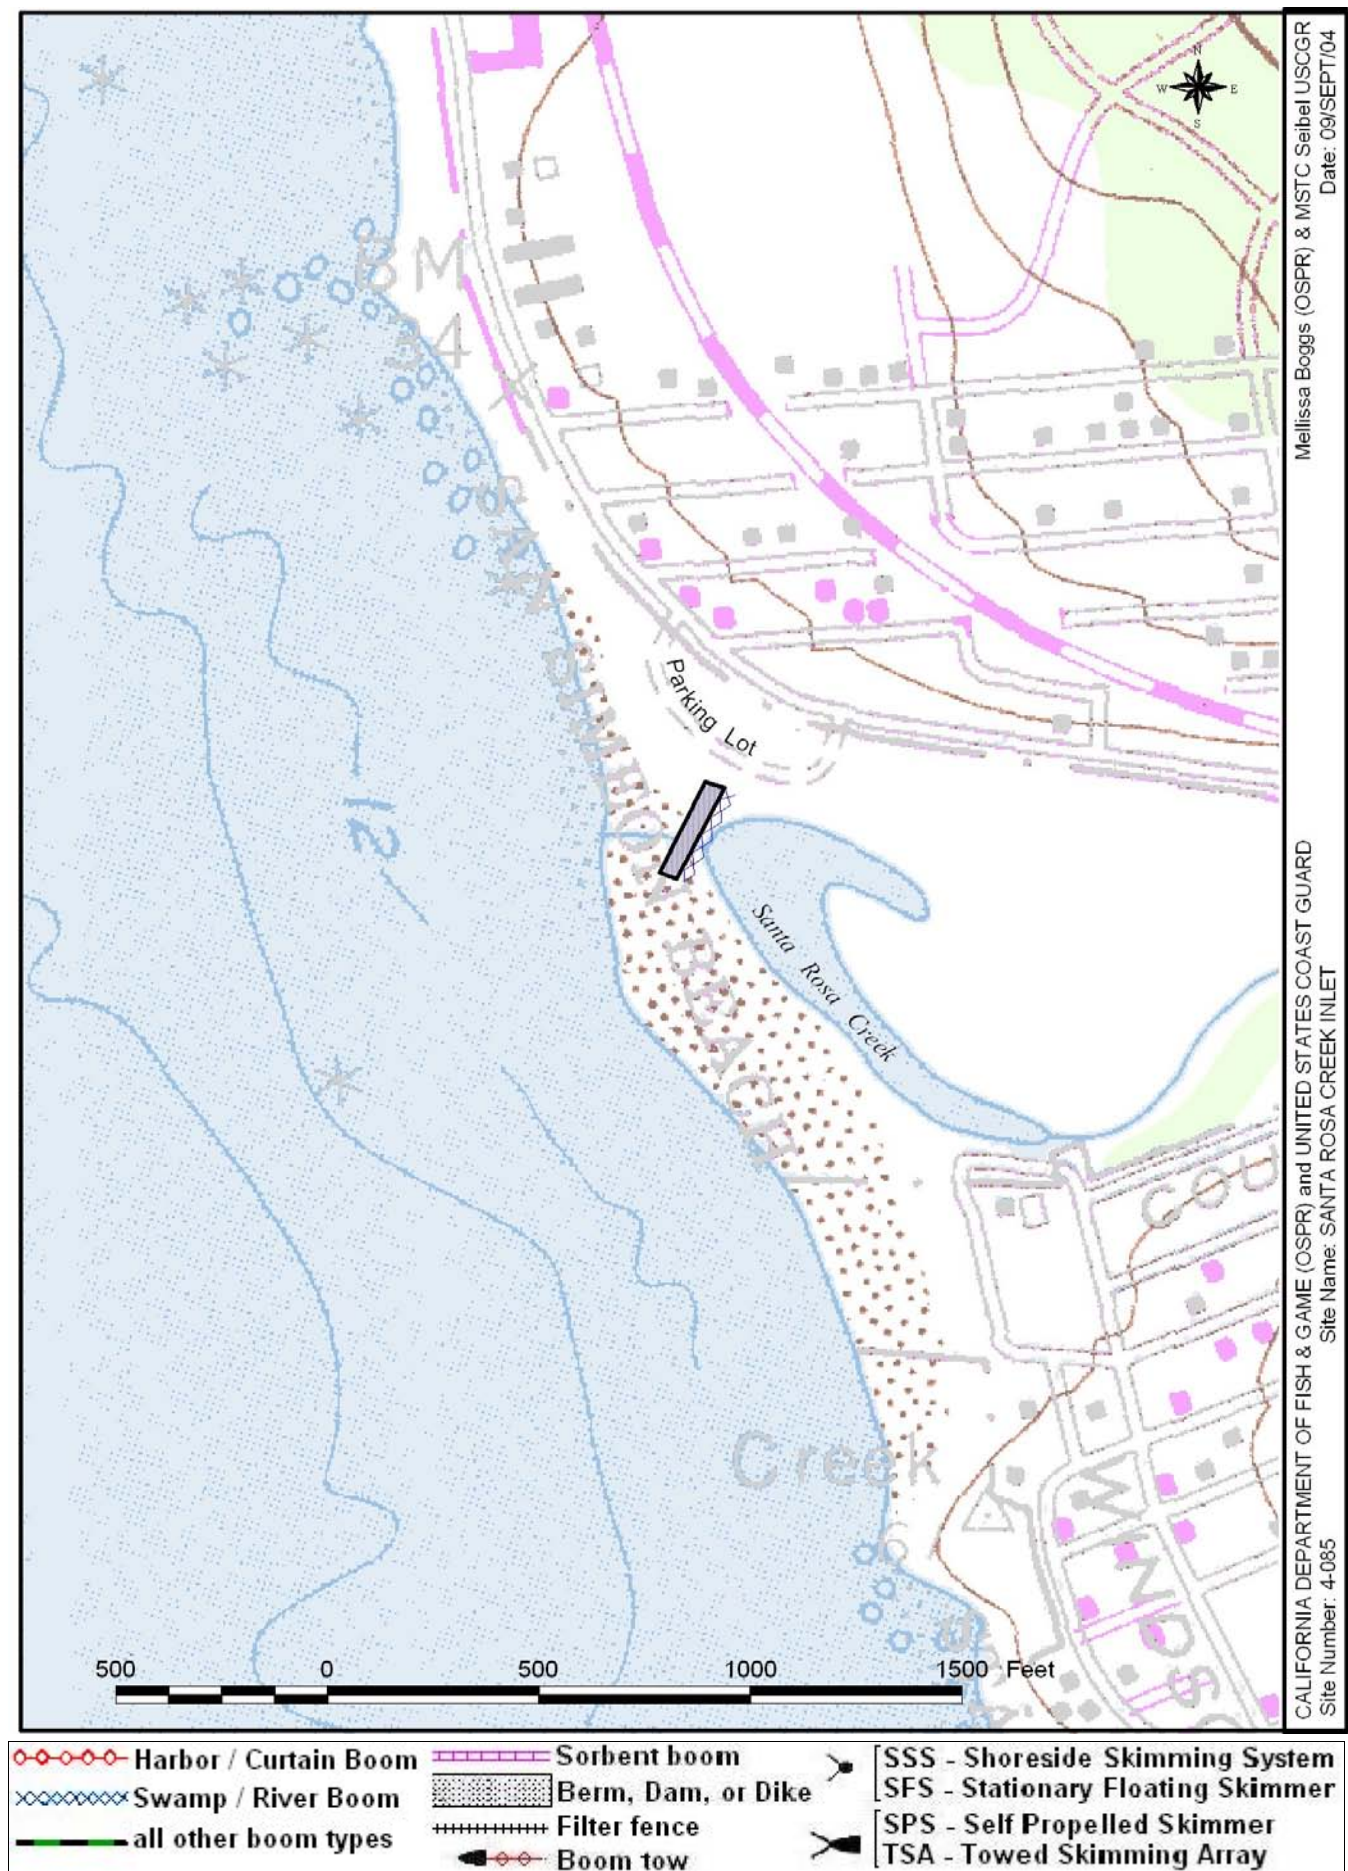 N
W E
S
BM
34
Parking Lot
12
BEACH
Santa Rosa Creek
COU
Creek
WINDS
500 0 500 1000 1500 Feet
CALIFORNIA DEPARTMENT OF FISH & GAME (OSPR) and UNITED STATES COAST GUARD
Mellissa Boggs (OSPR) & MSTC Seibel USCGR
Site Number: 4-085
Site Name: SANTA ROSA CREEK INLET
Date: 09/SEPT/04
Harbor / Curtain Boom
Swamp / River Boom
all other boom types
Sorbent boom
Berm, Dam, or Dike
Filter fence
Boom tow
SSS - Shoreside Skimming System
SFS - Stationary Floating Skimmer
SPS - Self Propelled Skimmer
TSA - Towed Skimming Array